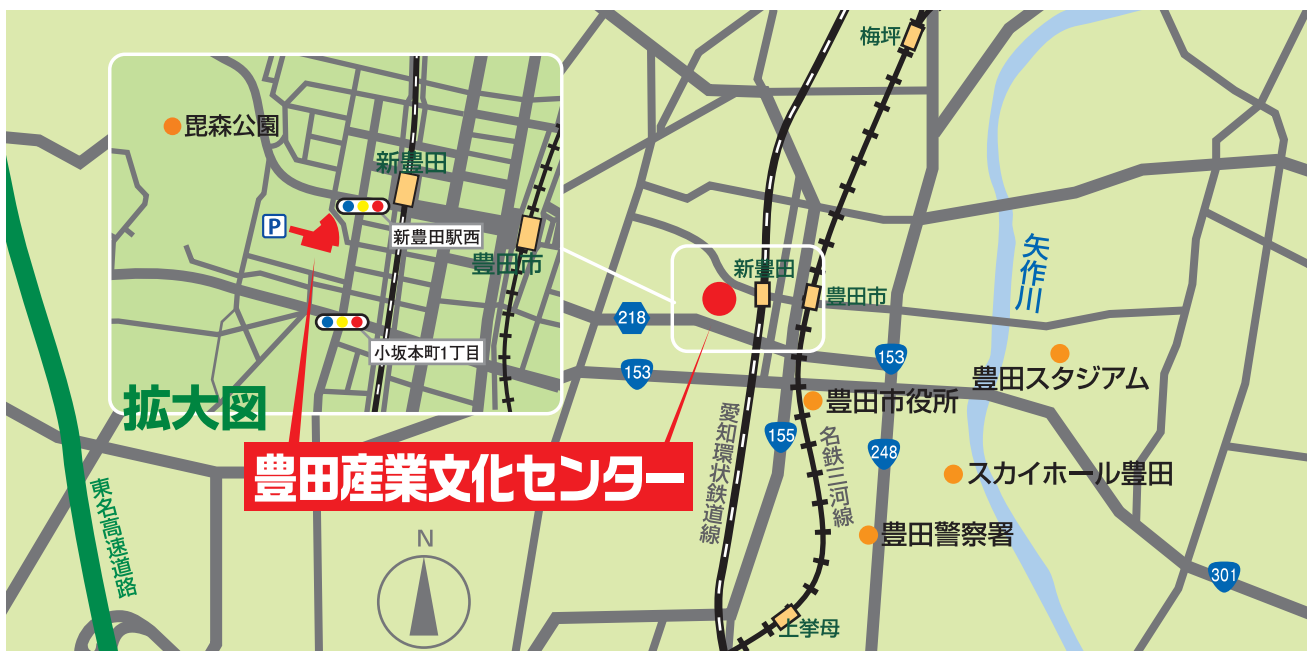 梅坪
毘森公園
新豊田
P
新豊田駅西
豊田市
小坂本町1丁目
拡大図
新豊田
豊田市
矢作川
218
153
153
豊田スタジアム
豊田市役所
愛知環状鉄道線
155
名鉄三河線
248
豊田産業文化センター
スカイホール豊田
東名高速道路
豊田警察署
N
301
上挙母